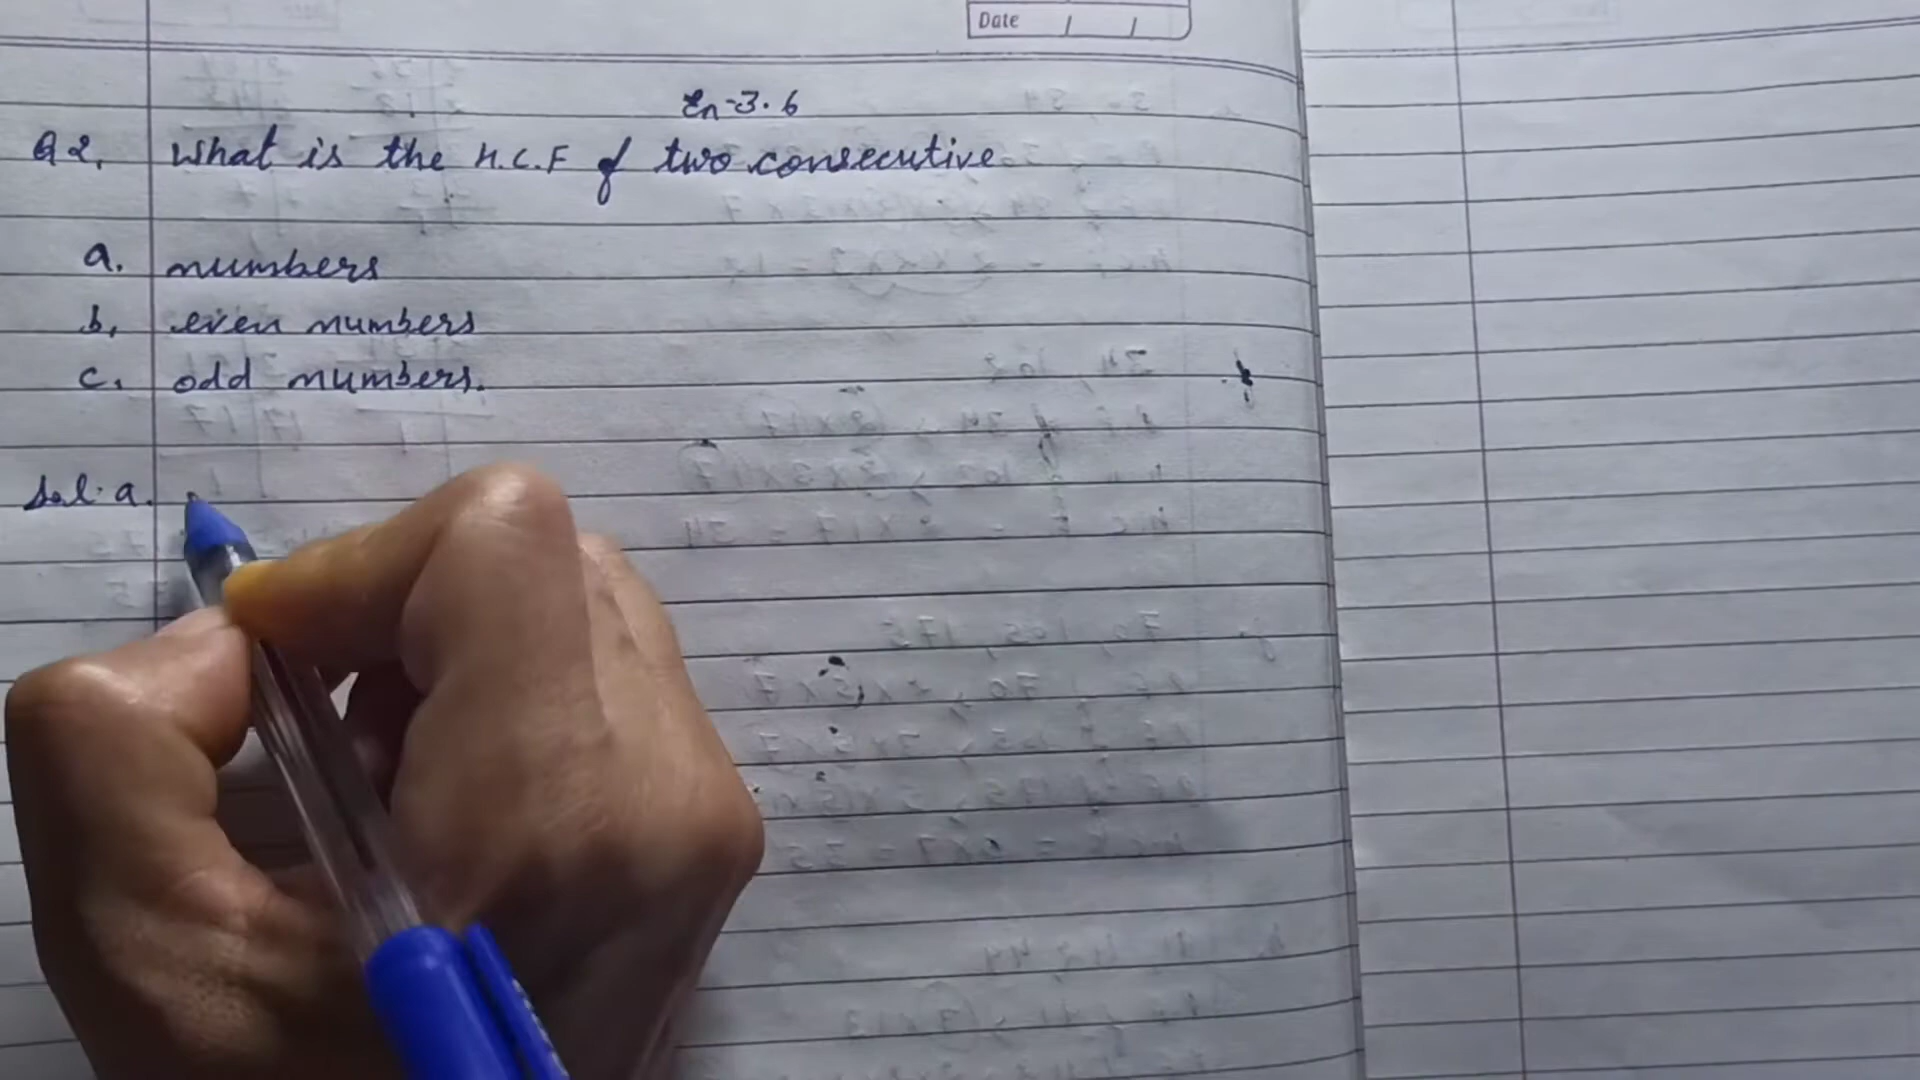 Date / /
Ex-3.6
Q2. What is the H.C.F of two consecutive
a. numbers
b. even numbers
c. odd numbers.
Sol. a.